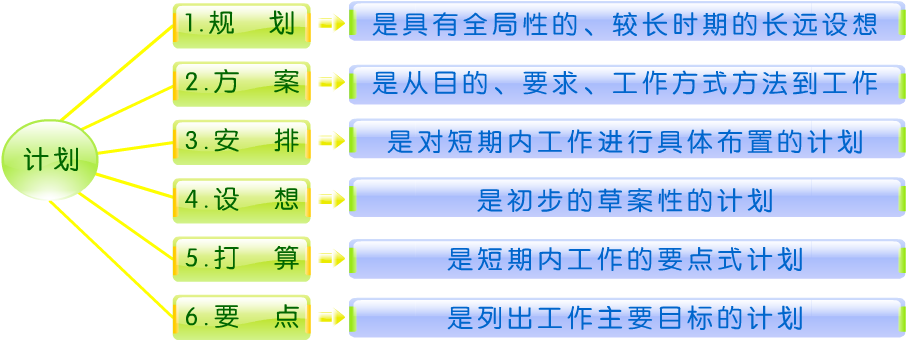 计划
1.规 划 是具有全局性的、较长时期的长远设想
2.方 案 是从目的、要求、工作方式方法到工作
3.安 排 是对短期内工作进行具体布置的计划
4.设 想 是初步的草案性的计划
5.打 算 是短期内工作的要点式计划
6.要 点 是列出工作主要目标的计划